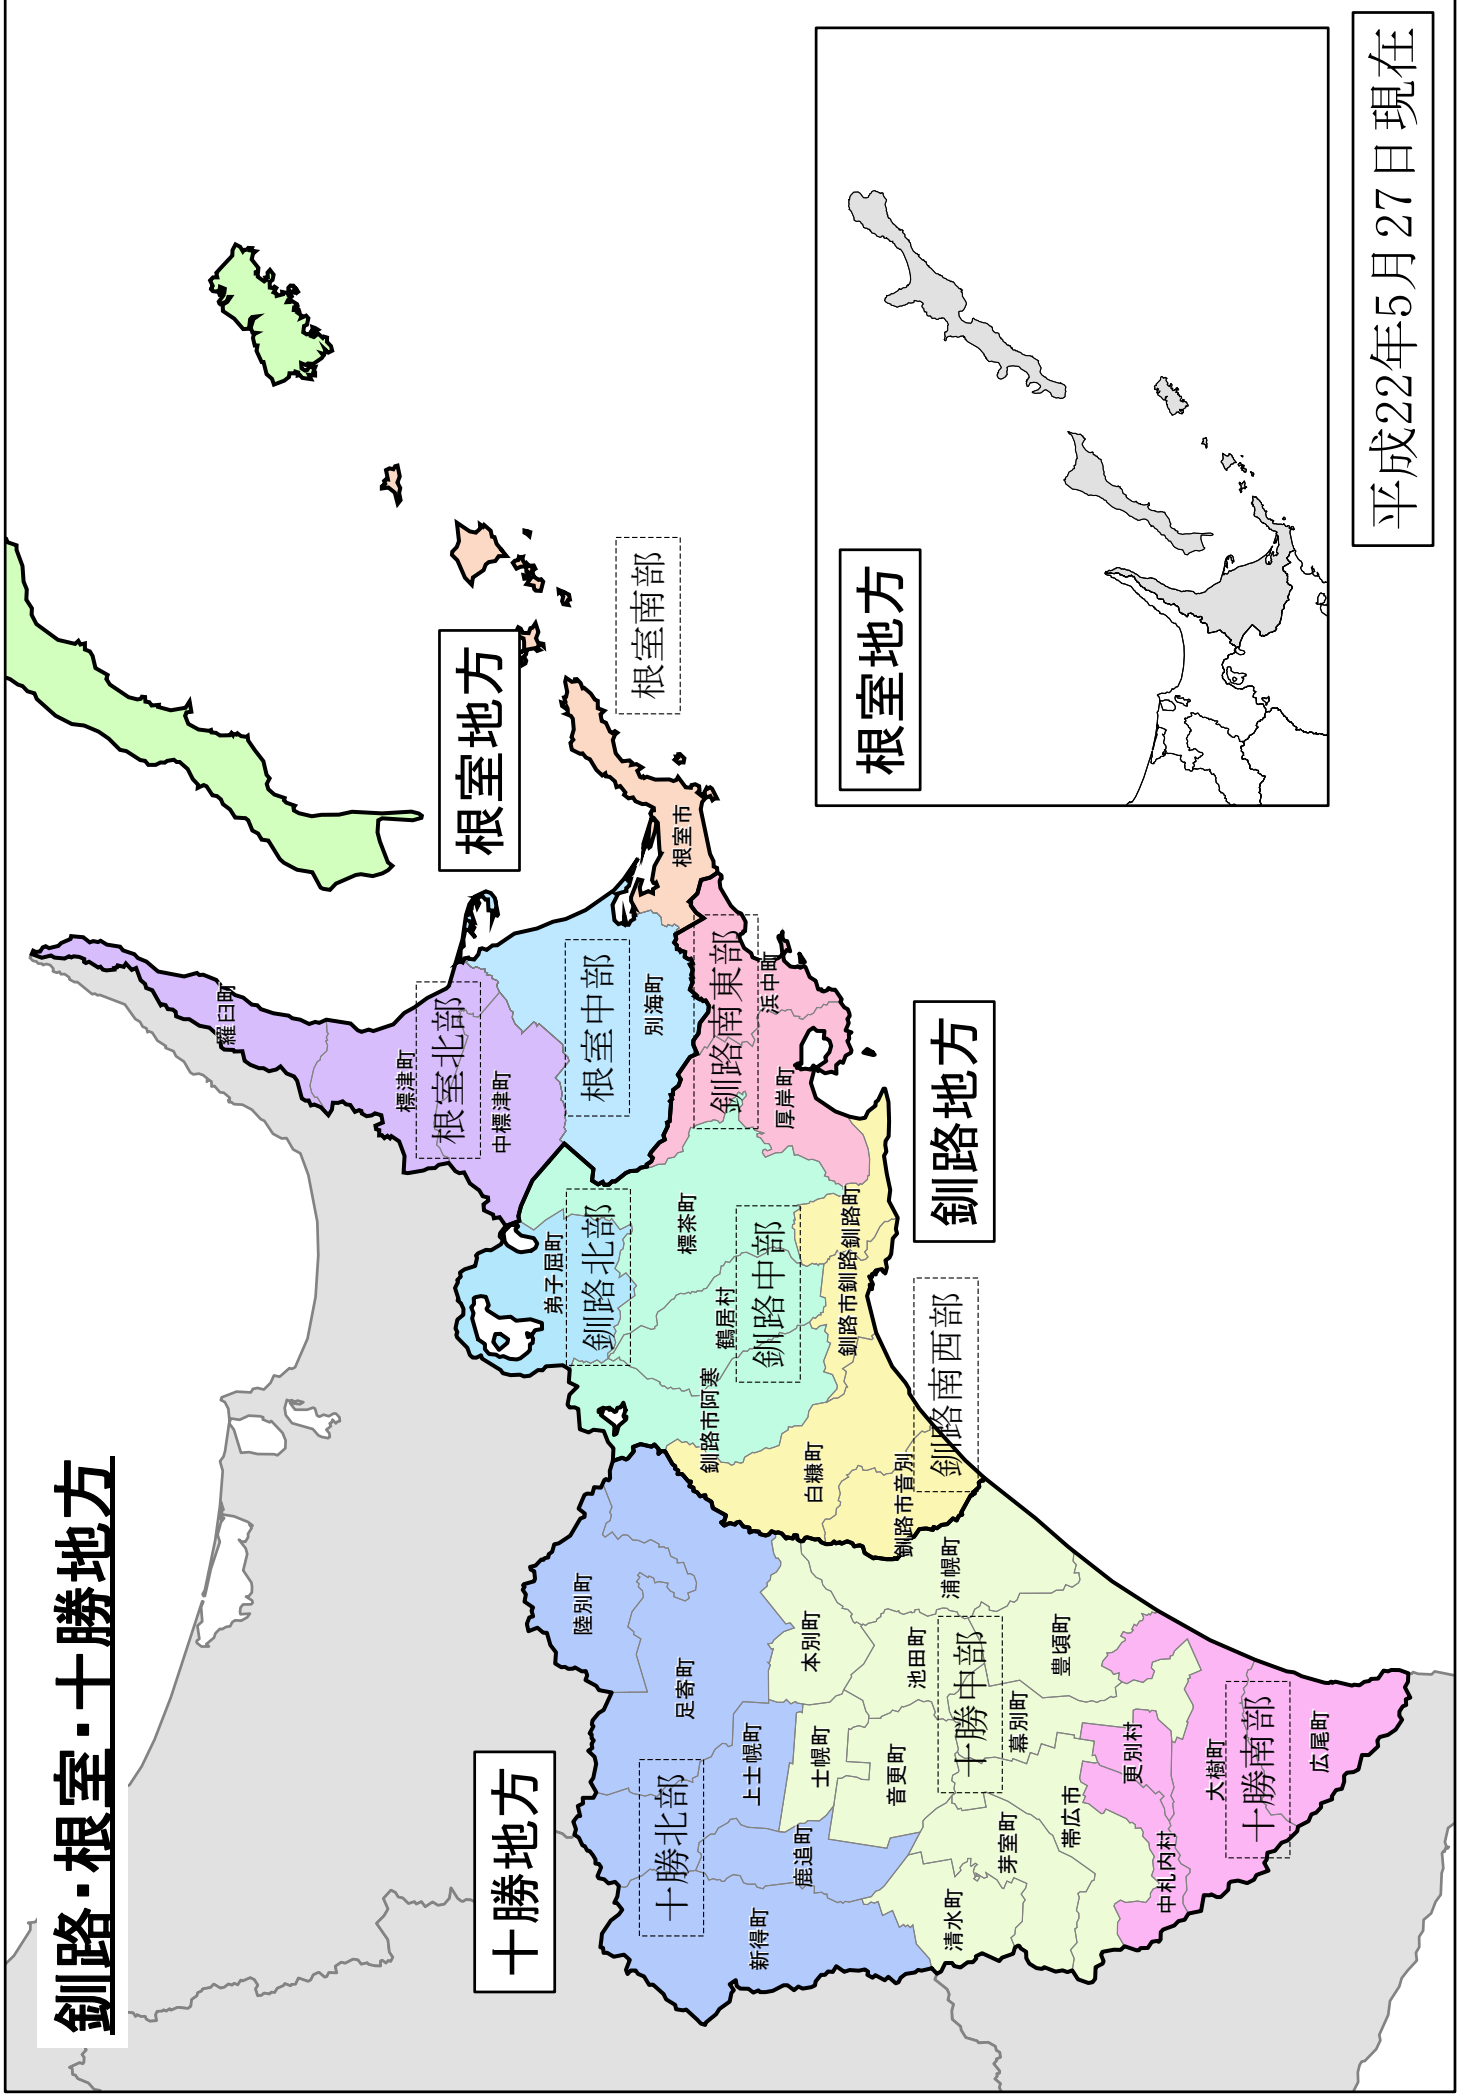 釧路・根室・十勝地方
根室地方
根室南部
羅臼町
標津町
根室北部
中標津町
根室中部
別海町
根室市
釧路南東部
浜中町
厚岸町
釧路地方
弟子屈町
釧路北部
標茶町
鶴居村
釧路中部
釧路市阿寒
釧路市釧路
釧路町
白糠町
釧路市音別
釧路南西部
十勝地方
陸別町
足寄町
上士幌町
十勝北部
鹿追町
新得町
本別町
士幌町
音更町
池田町
浦幌町
十勝中部
幕別町
豊頃町
芽室町
清水町
帯広市
更別村
中札内村
大樹町
十勝南部
広尾町
根室地方
平成22年5月27日現在